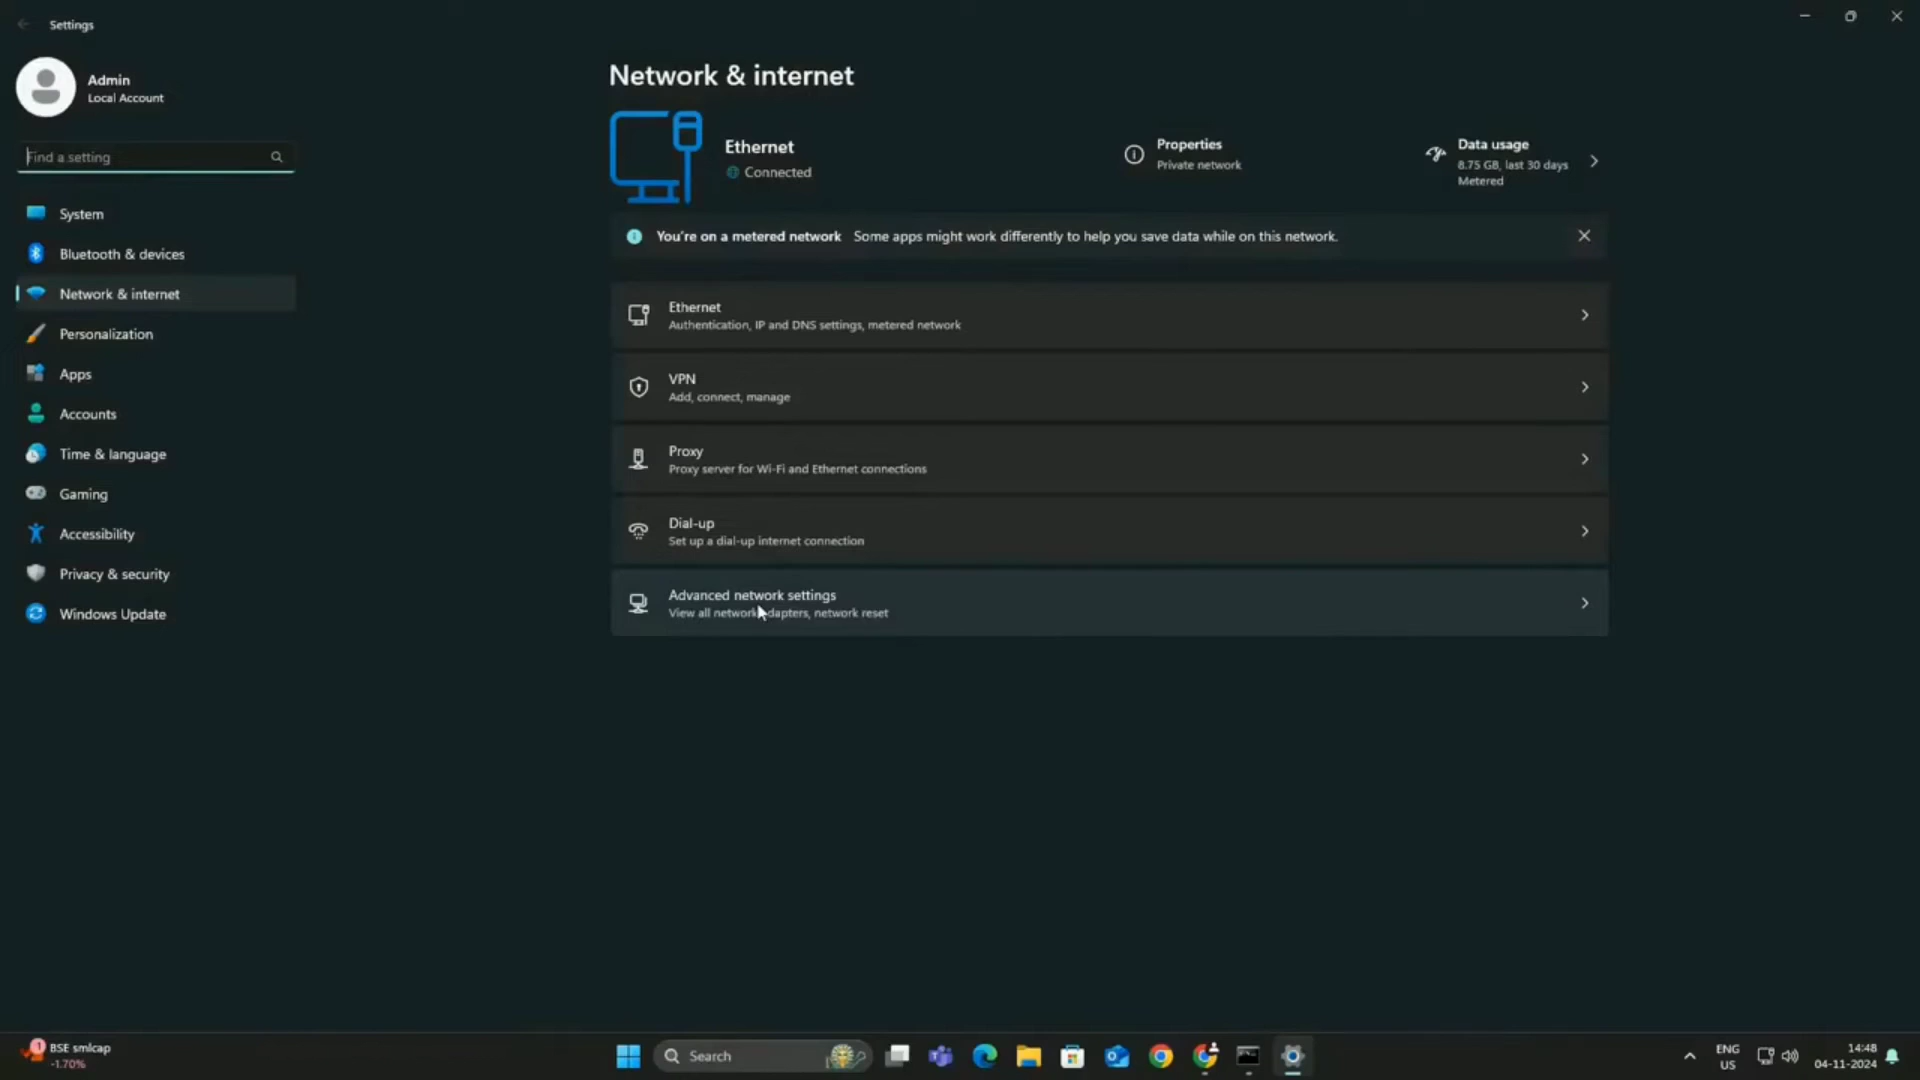 Settings
Admin
Local Account
Find a setting
System
Bluetooth & devices
Network & internet
Personalization
Apps
Accounts
Time & language
Gaming
Accessibility
Privacy & security
Windows Update
Network & internet
Ethernet
Connected
Properties
Private network
Data usage
8.75 GB, last 30 days
Metered
You're on a metered network Some apps might work differently to help you save data while on this network.
Ethernet
Authentication, IP and DNS settings, metered network
VPN
Add, connect, manage
Proxy
Proxy server for Wi-Fi and Ethernet connections
Dial-up
Set up a dial-up internet connection
Advanced network settings
View all network adapters, network reset
1
BSE smlcap
-1.70%
Search
ENG
US
14:48
04-11-2024